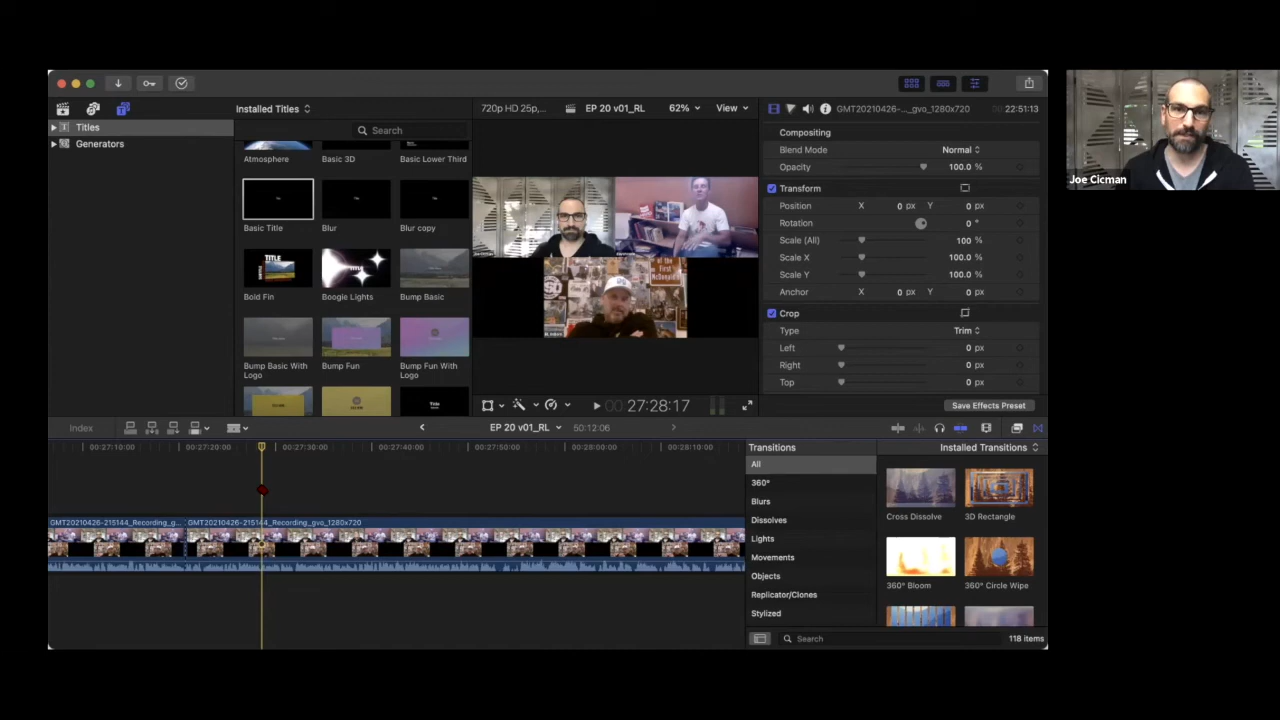 Installed Titles
720p HD 25p,...
EP 20 v01_RL
62%
View
GMT20210426-..._gvo_1280x720
22:51:13
Titles
Generators
Search
Atmosphere
Basic 3D
Basic Lower Third
Basic Title
Blur
Blur copy
TITLE
TITLE
Bold Fin
Boogie Lights
Bump Basic
Bump Basic With
Logo
Bump Fun
Bump Fun With
Logo
Title
of the first
McDonald
Compositing
Blend Mode
Normal
Opacity
100.0 %
Transform
Position X 0 px Y 0 px
Rotation 0 °
Scale (All) 100 %
Scale X 100.0 %
Scale Y 100.0 %
Anchor X 0 px Y 0 px
Crop
Type Trim
Left 0 px
Right 0 px
Top 0 px
Save Effects Preset
00 27:28:17
Index
EP 20 v01_RL
50:12:06
00:27:10:00
00:27:20:00
00:27:30:00
00:27:40:00
00:27:50:00
00:28:00:00
00:28:10:00
GMT20210426-215144_Recording_g...
GMT20210426-215144_Recording_gvo_1280x720
Transitions
Installed Transitions
All
360°
Blurs
Dissolves
Lights
Movements
Objects
Replicator/Clones
Stylized
Cross Dissolve
3D Rectangle
360° Bloom
360° Circle Wipe
Search
118 items
Joe Cicman